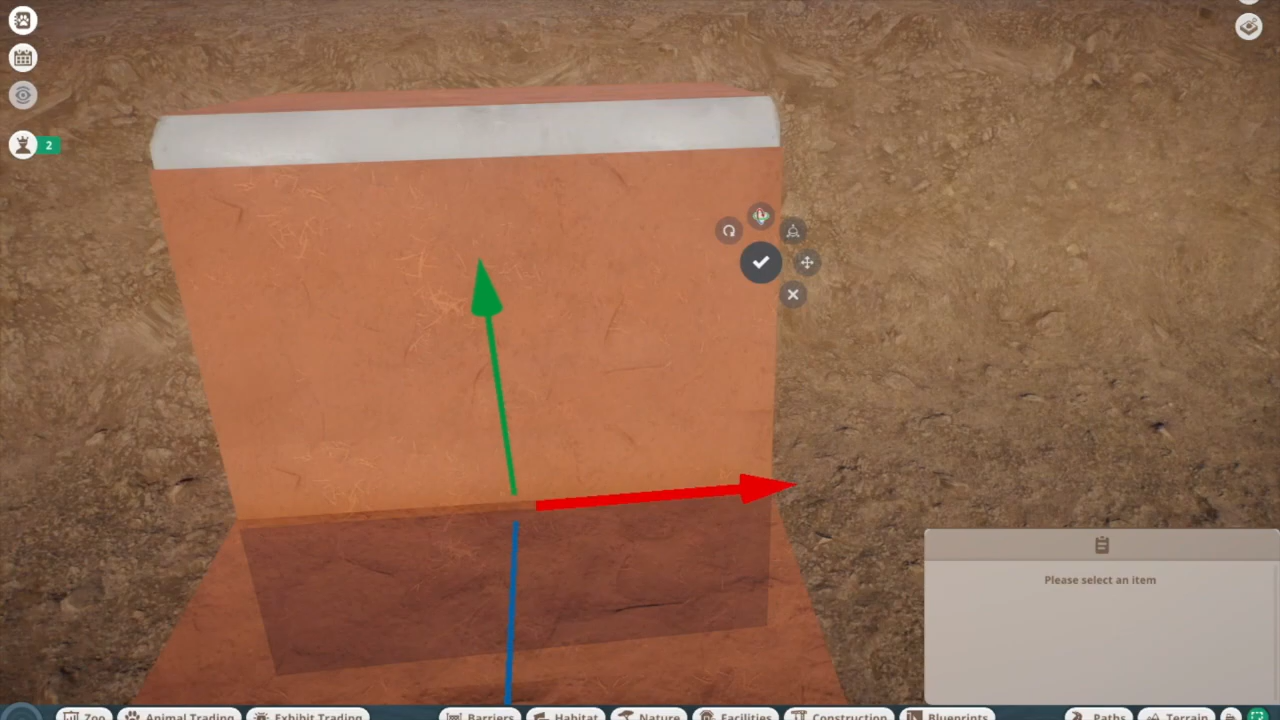 2
Please select an item
Zoo
Animal Trading
Exhibit Trading
Barriers
Habitat
Nature
Facilities
Construction
Blueprints
Paths
Terrain